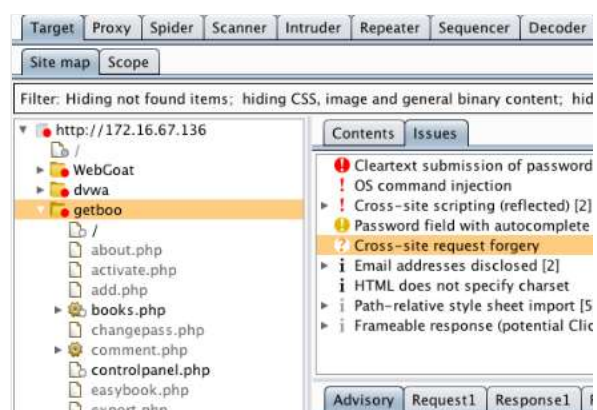 Target Proxy Spider Scanner Intruder Repeater Sequencer Decoder
Site map Scope
Filter: Hiding not found items; hiding CSS, image and general binary content; hid
http://172.16.67.136
/
WebGoat
dvwa
getboo
/
about.php
activate.php
add.php
books.php
changepass.php
comment.php
controlpanel.php
easybook.php
export.php
Contents Issues
Cleartext submission of password
OS command injection
Cross-site scripting (reflected) [2]
Password field with autocomplete
Cross-site request forgery
Email addresses disclosed [2]
HTML does not specify charset
Path-relative style sheet import [5
Frameable response (potential Clic
Advisory Request1 Response1